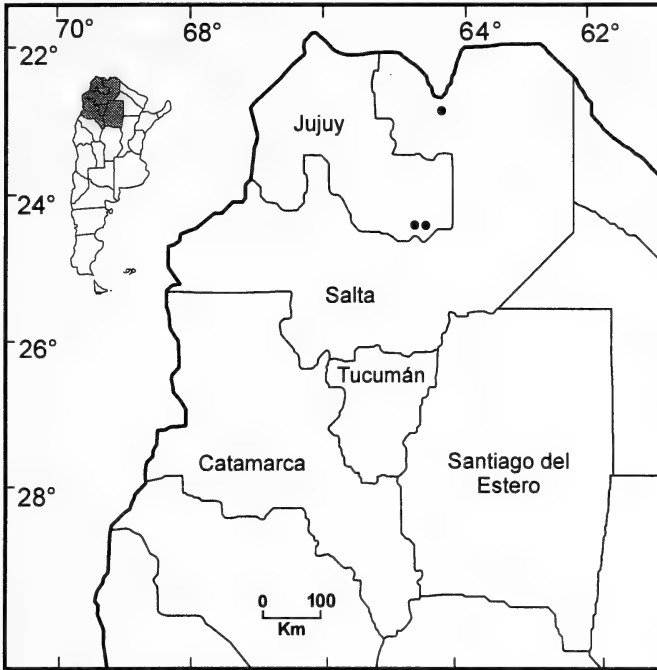 70° 68° 64° 62°
22°
24°
26°
28°
Jujuy
Salta
Tucumán
Catamarca
Santiago del
Estero
0 100
Km